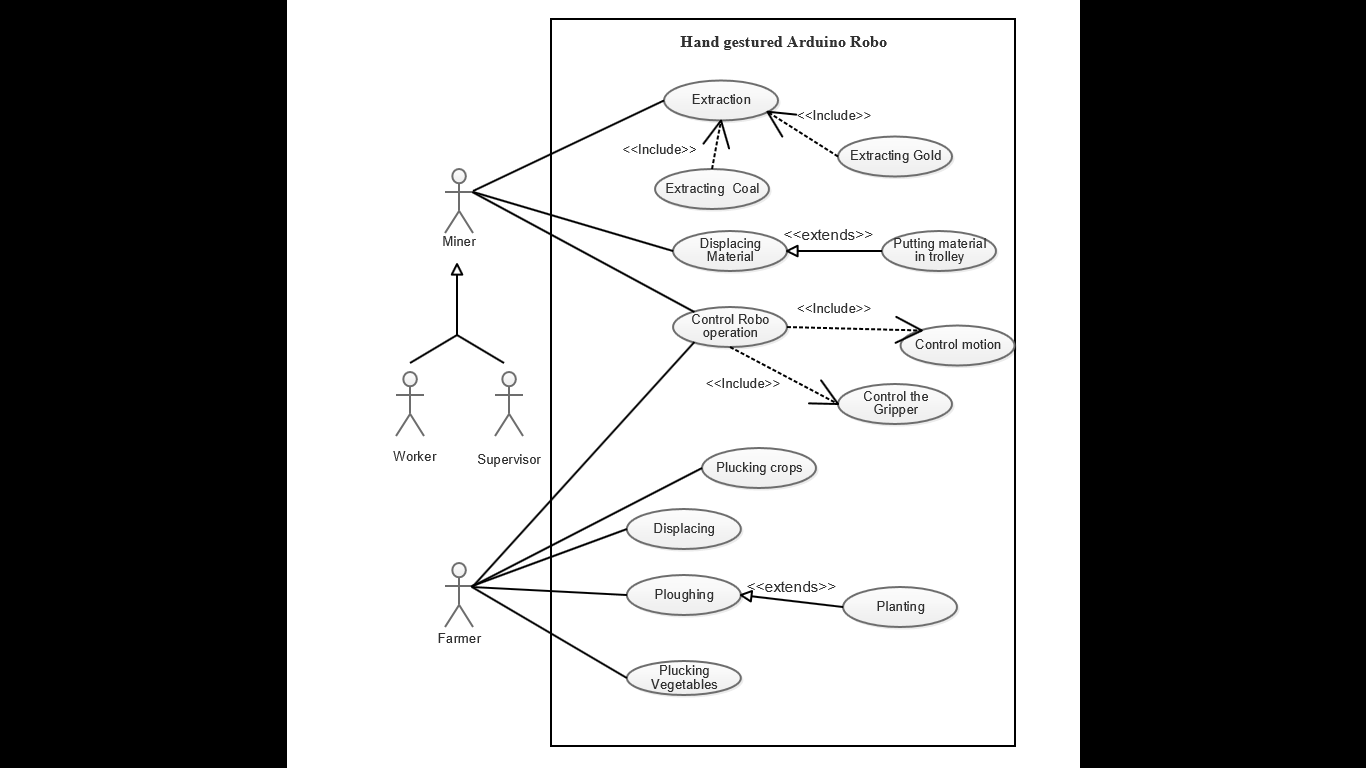 Hand gestured Arduino Robo
Extraction
<<Include>>
<<Include>>
Extracting Gold
Extracting  Coal
Miner
<<extends>>
Displacing
Material
Putting material
in trolley
<<Include>>
Control Robo
operation
Control motion
<<Include>>
Control the
Gripper
Worker
Supervisor
Plucking crops
Displacing
<<extends>>
Ploughing
Planting
Farmer
Plucking
Vegetables